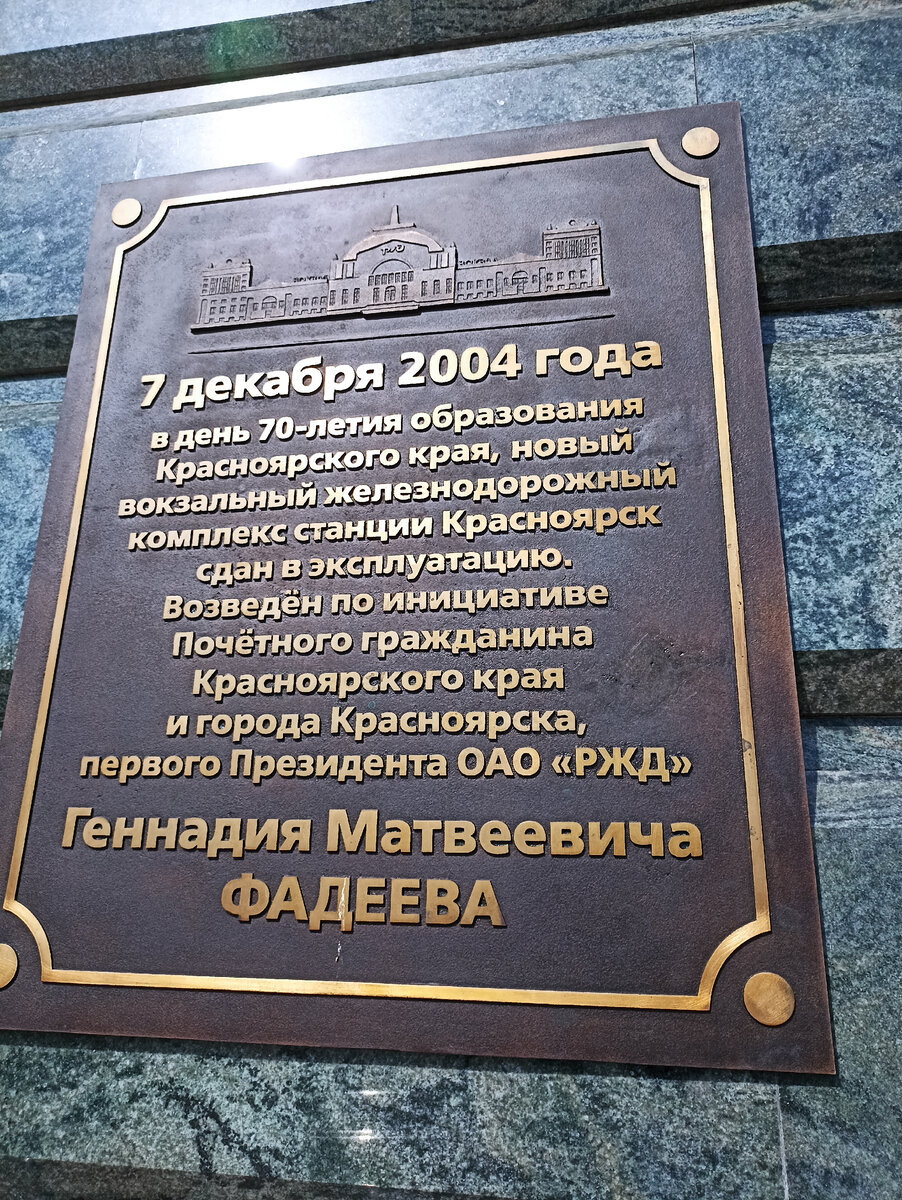 7 декабря 2004 года
в день 70-летия образования
Красноярского края, новый
вокзальный железнодорожный
комплекс станции Красноярск
сдан в эксплуатацию.
Возведён по инициативе
Почётного гражданина
Красноярского края
и города Красноярска,
первого Президента ОАО «РЖД»
Геннадия Матвеевича
ФАДЕЕВА